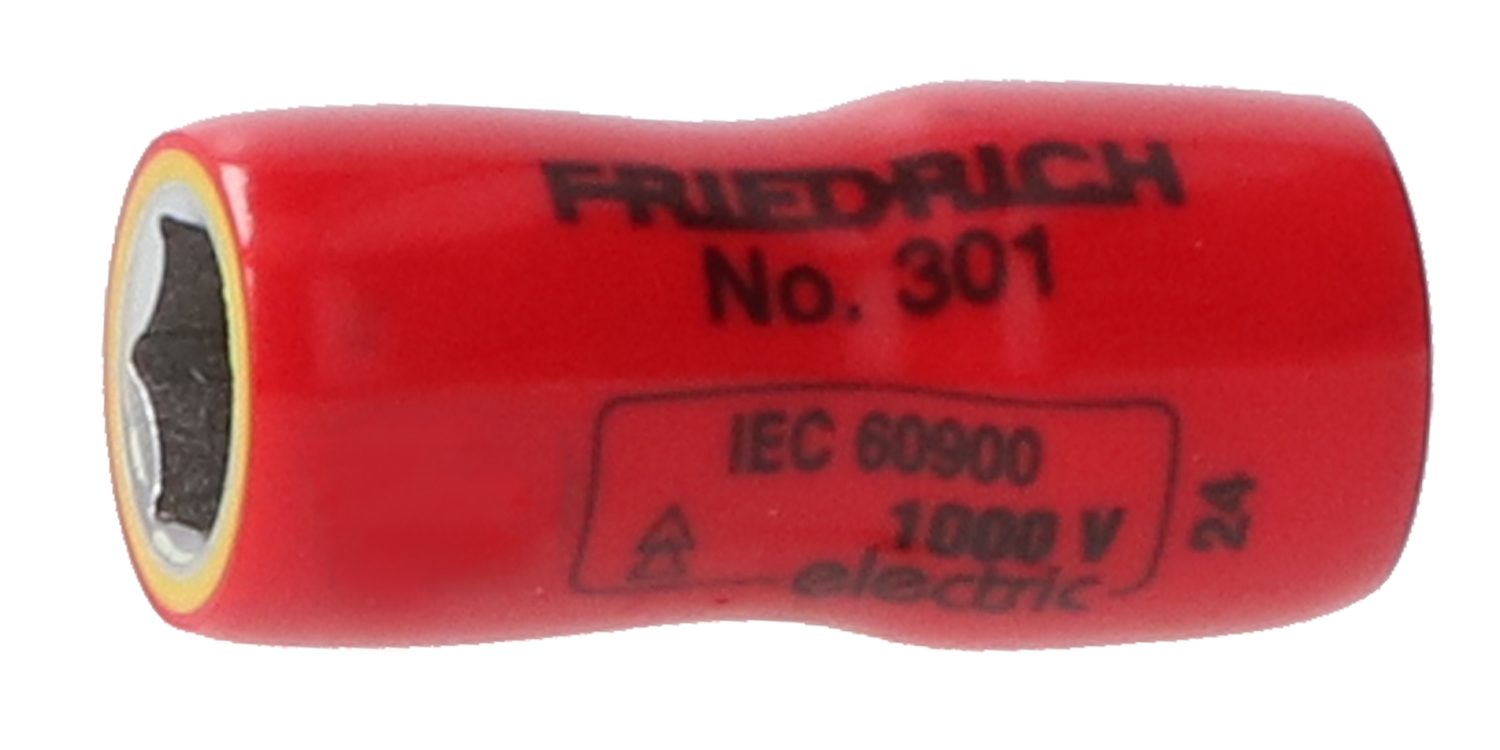 FRIEDRICH
No. 301
IEC 60900
1000 V
electric
24